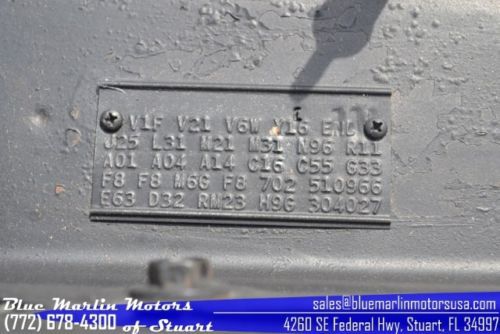 V1F V21 V6W Y16 END
J25 L31 M21 M31 N96 R11
A01 A04 A14 C16 C55 G33
F8 F8 M6G F8 702 510966
E63 D32 RM23 H9G 304027
Blue Marlin Motors
(772) 678-4300 of Stuart
sales@bluemarlinmotorsusa.com
4260 SE Federal Hwy, Stuart, FL 34997